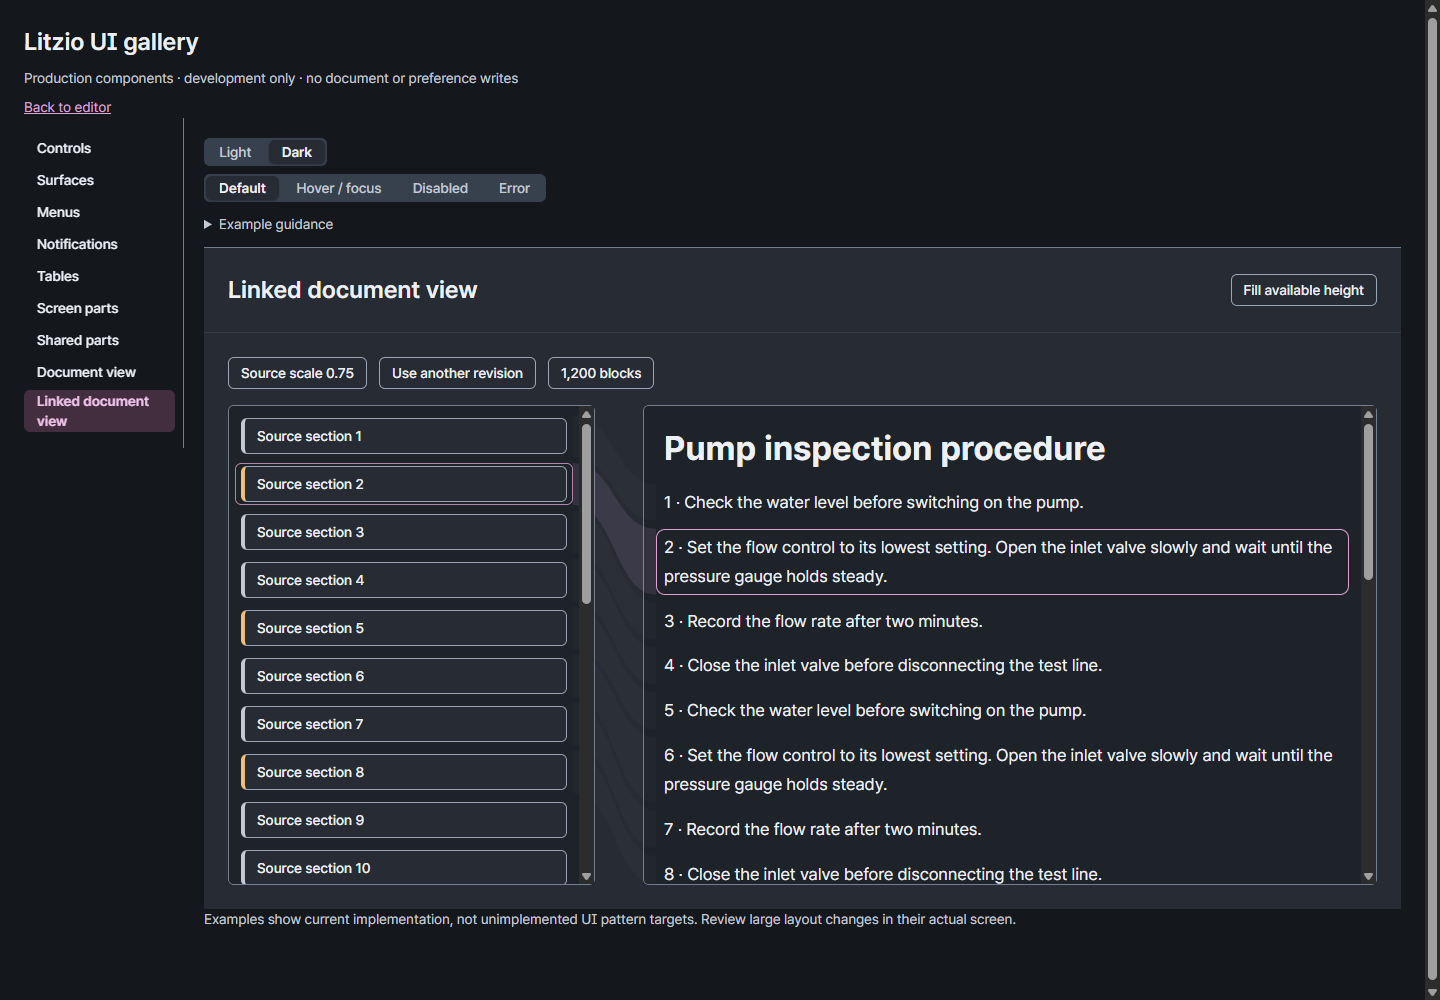 Litzio UI gallery
Production components · development only · no document or preference writes
Back to editor
Controls
Surfaces
Menus
Notifications
Tables
Screen parts
Shared parts
Document view
Linked document
view
Light Dark
Default Hover / focus Disabled Error
Example guidance
Linked document view
Fill available height
Source scale 0.75 Use another revision 1,200 blocks
Source section 1
Source section 2
Source section 3
Source section 4
Source section 5
Source section 6
Source section 7
Source section 8
Source section 9
Source section 10
Pump inspection procedure
1 · Check the water level before switching on the pump.
2 · Set the flow control to its lowest setting. Open the inlet valve slowly and wait until the
pressure gauge holds steady.
3 · Record the flow rate after two minutes.
4 · Close the inlet valve before disconnecting the test line.
5 · Check the water level before switching on the pump.
6 · Set the flow control to its lowest setting. Open the inlet valve slowly and wait until the
pressure gauge holds steady.
7 · Record the flow rate after two minutes.
8 · Close the inlet valve before disconnecting the test line.
Examples show current implementation, not unimplemented UI pattern targets. Review large layout changes in their actual screen.